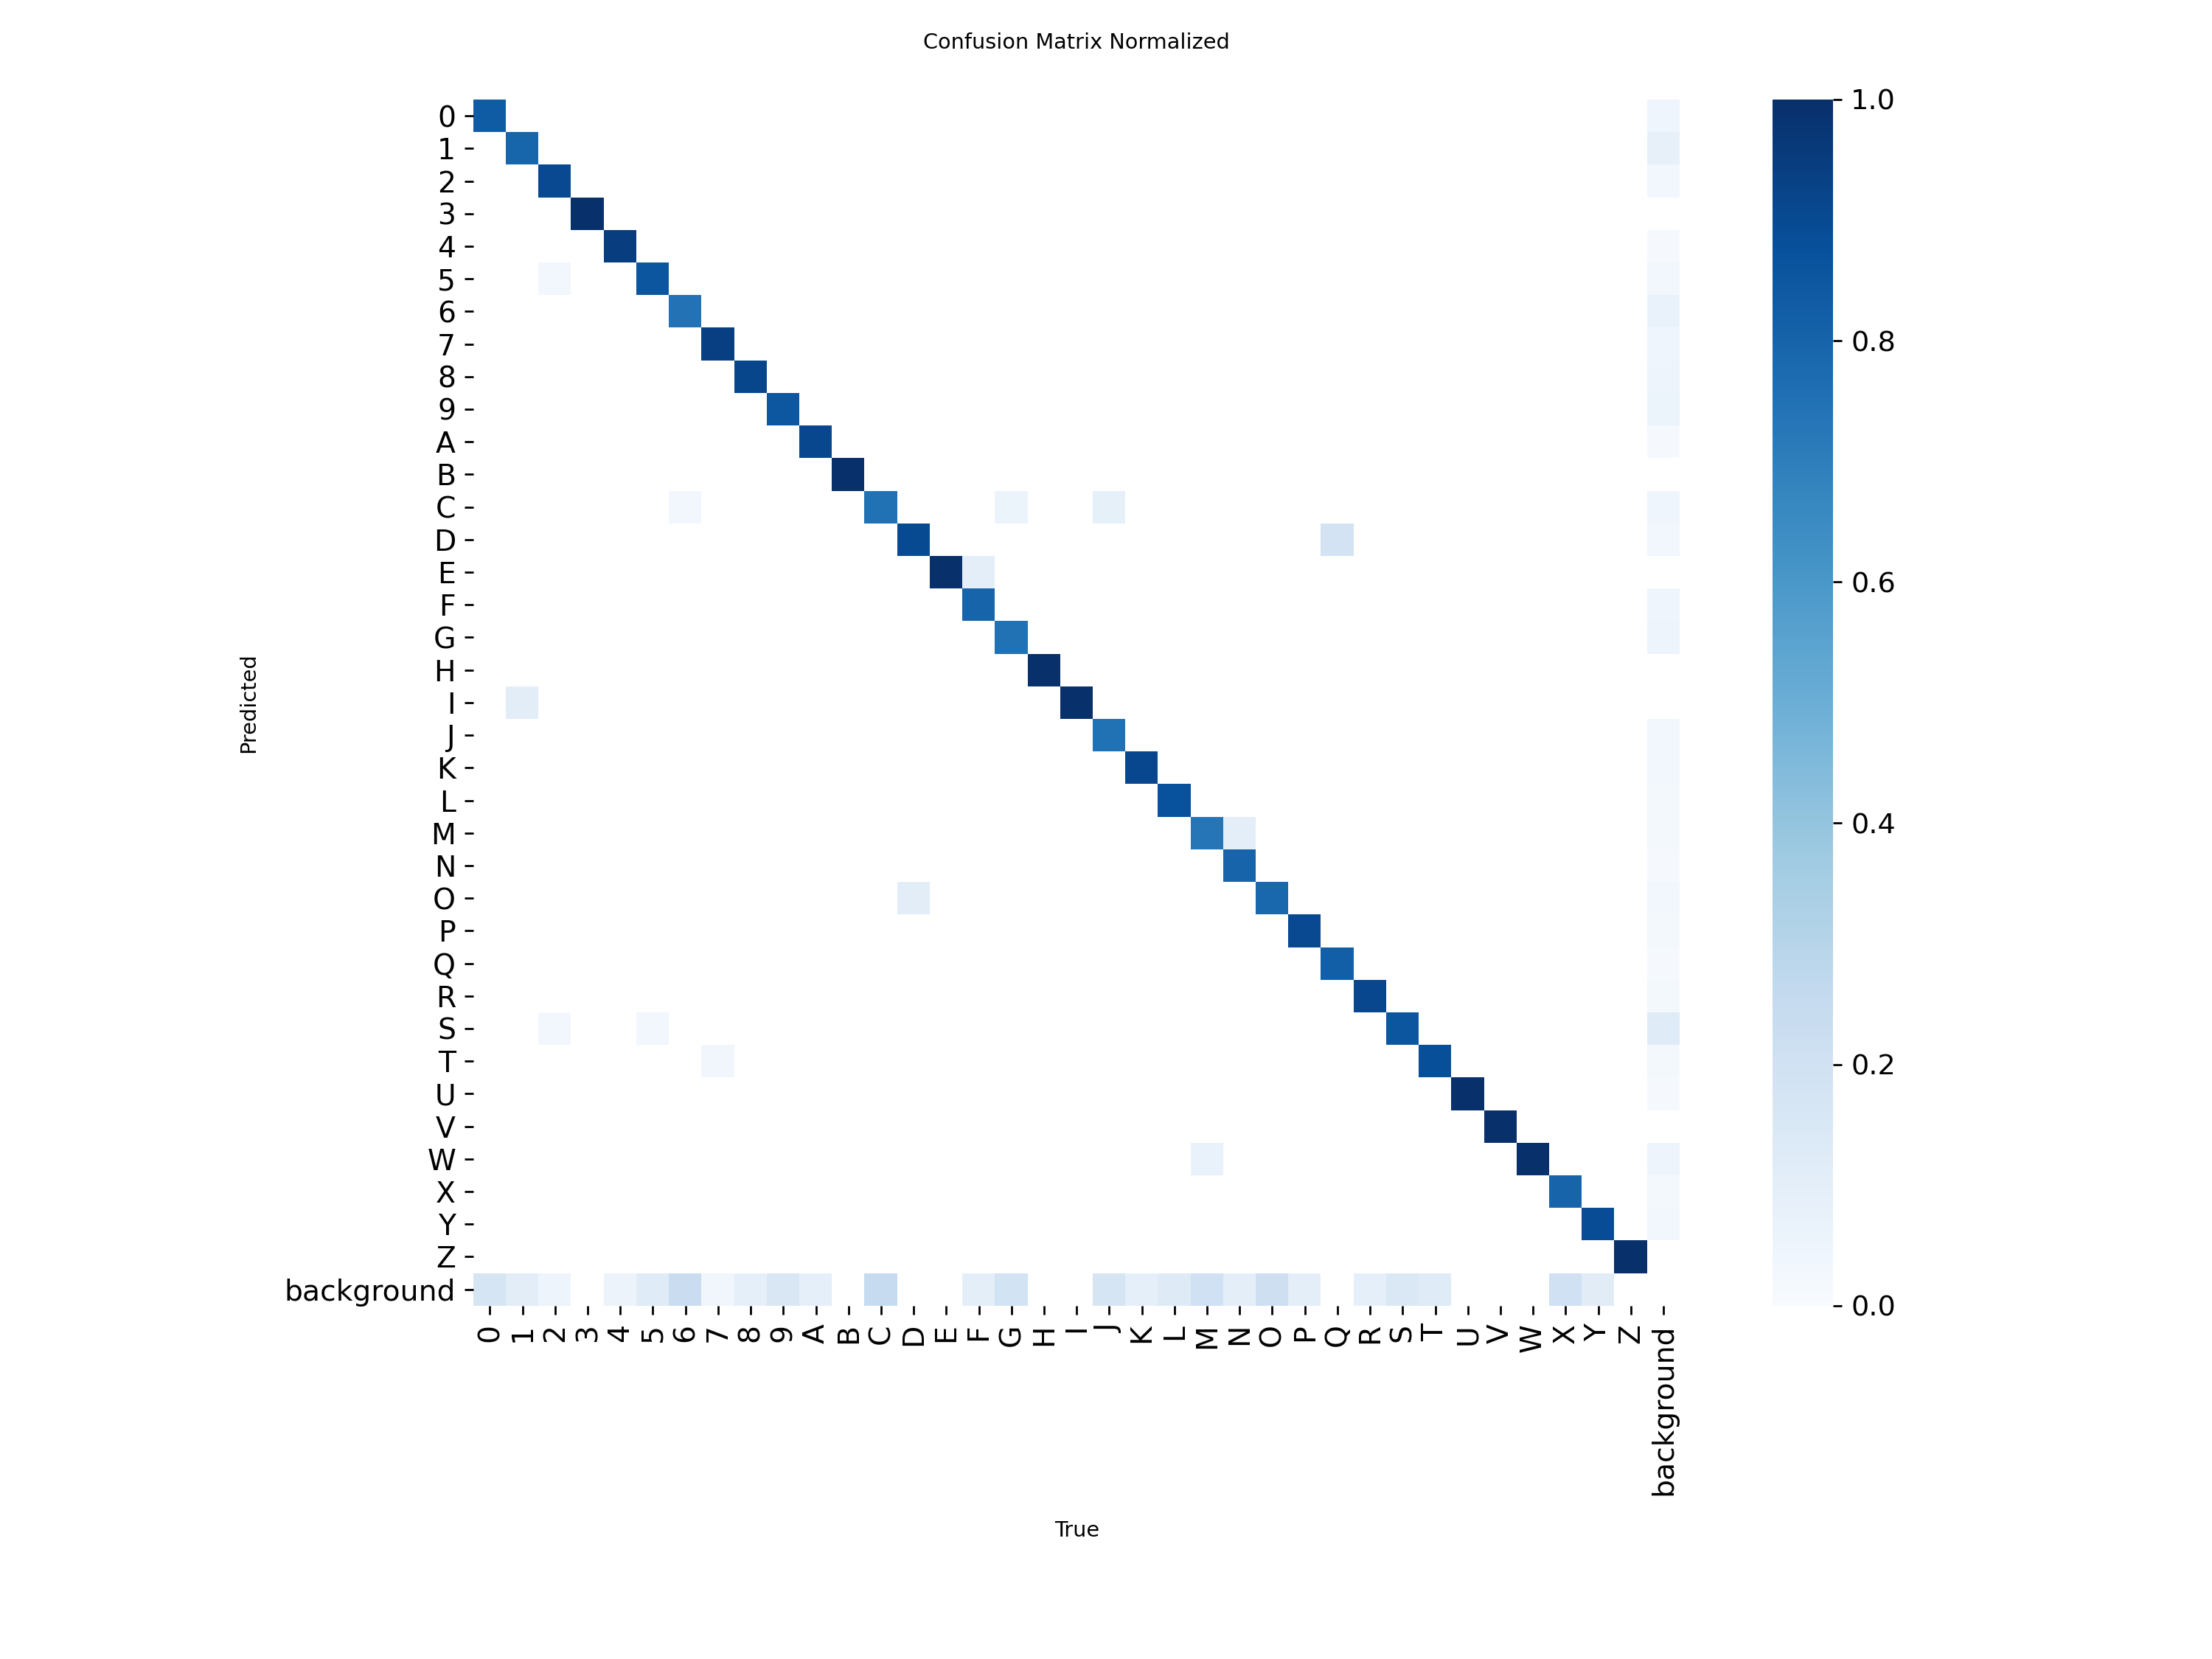 Confusion Matrix Normalized
0
1
2
3
4
5
6
7
8
9
A
B
C
D
E
F
G
H
I
J
K
L
M
N
O
P
Q
R
S
T
U
V
W
X
Y
Z
background
Predicted
0 1 2 3 4 5 6 7 8 9 A B C D E F G H I J K L M N O P Q R S T U V W X Y Z background
True
1.0
0.8
0.6
0.4
0.2
0.0